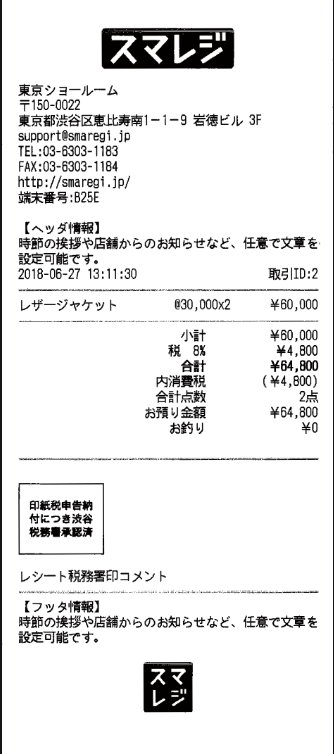 スマレジ
東京ショールーム
〒150-0022
東京都渋谷区恵比寿南1-1-9 岩徳ビル 3F
support@smaregi.jp
TEL:03-6303-1183
FAX:03-6303-1184
http://smaregi.jp/
端末番号:B25E
【ヘッダ情報】
時節の挨拶や店舗からのお知らせなど、任意で文章を
設定可能です。
2018-06-27 13:11:30 取引ID:2
レザージャケット @30,000x2 ¥60,000
小計 ¥60,000
税 8% ¥4,800
合計 ¥64,800
内消費税 (¥4,800)
合計点数 2点
お預り金額 ¥64,800
お釣り ¥0
印紙税申告納
付につき渋谷
税務署承認済
レシート税務署印コメント
【フッタ情報】
時節の挨拶や店舗からのお知らせなど、任意で文章を
設定可能です。
スマ
レジ